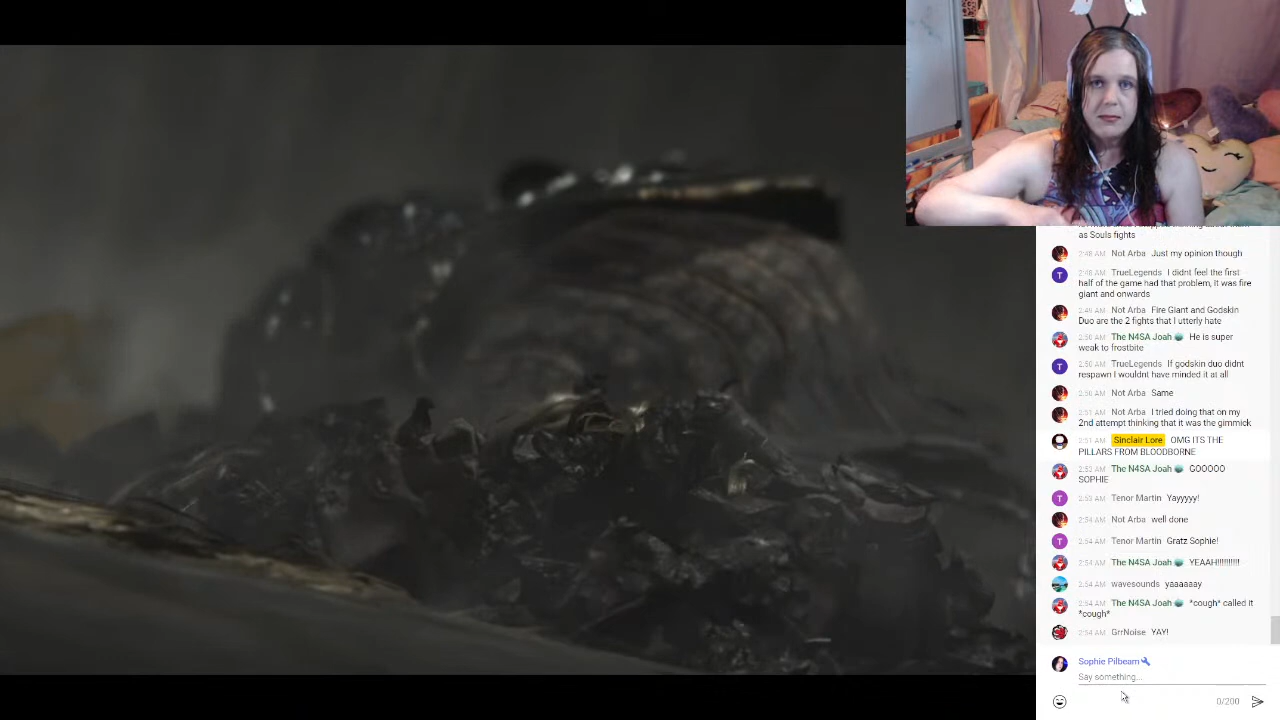 as Souls fights
2:48 AM Not Arba Just my opinion though
2:48 AM TrueLegends I didnt feel the first
half of the game had that problem, it was fire
giant and onwards
2:49 AM Not Arba Fire Giant and Godskin
Duo are the 2 fights that I utterly hate
2:50 AM The N4SA Joah He is super
weak to frostbite
2:50 AM TrueLegends If godskin duo didnt
respawn I wouldnt have minded it at all
2:50 AM Not Arba Same
2:51 AM Not Arba I tried doing that on my
2nd attempt thinking that it was the gimmick
2:51 AM Sinclair Lore OMG ITS THE
PILLARS FROM BLOODBORNE
2:52 AM The N4SA Joah GOOOOO
SOPHIE
2:53 AM Tenor Martin Yayyyyy!
2:54 AM Not Arba well done
2:54 AM Tenor Martin Gratz Sophie!
2:54 AM The N4SA Joah YEAAH!!!!!!!!!!
2:54 AM wavesounds yaaaaaay
2:54 AM The N4SA Joah *cough* called it
*cough*
2:54 AM GrrNoise YAY!
Sophie Pilbeam
Say something...
0/200